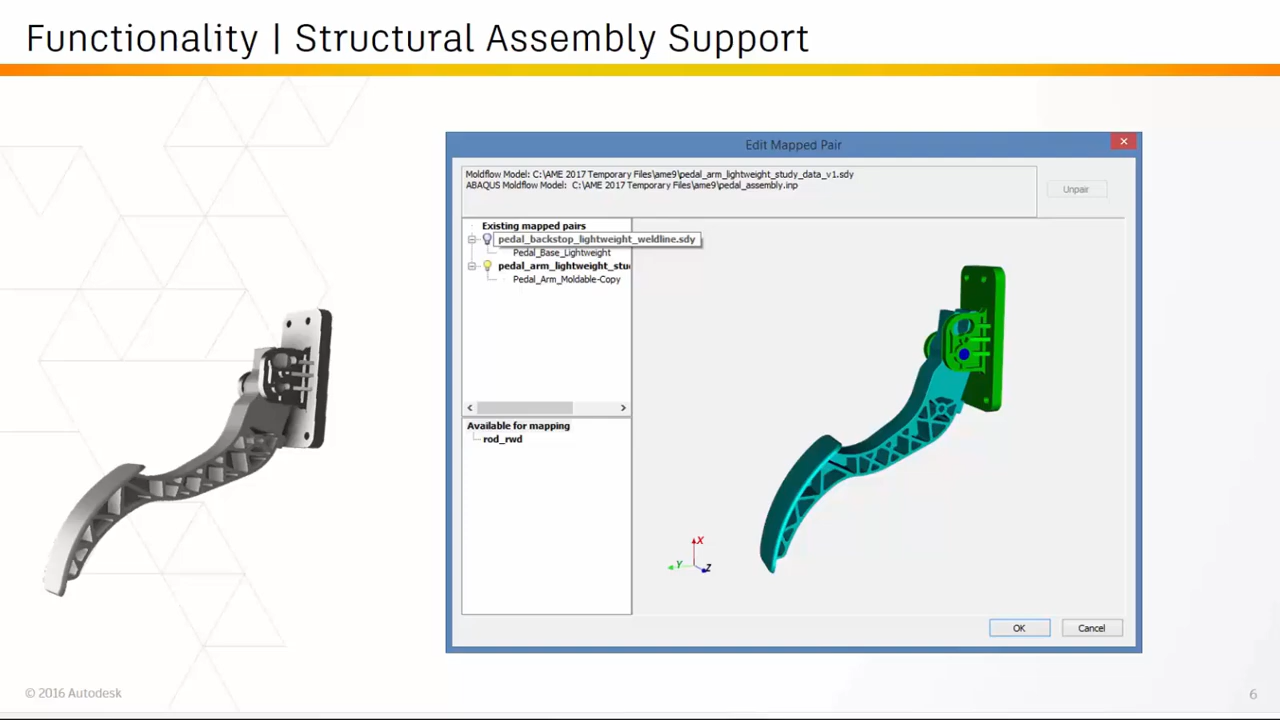 Functionality | Structural Assembly Support
Edit Mapped Pair
Moldflow Model: C:\AME 2017 Temporary Files\ame9\pedal_arm_lightweight_study_data_v1.sdy
ABAQUS Moldflow Model: C:\AME 2017 Temporary Files\ame9\pedal_assembly.inp
Unpair
Existing mapped pairs
pedal_backstop_lightweight_weldline.sdy
Pedal_Base_Lightweight
pedal_arm_lightweight_stu
Pedal_Arm_Moldable-Copy
Available for mapping
rod_rwd
X
Y
Z
OK
Cancel
© 2016 Autodesk
6